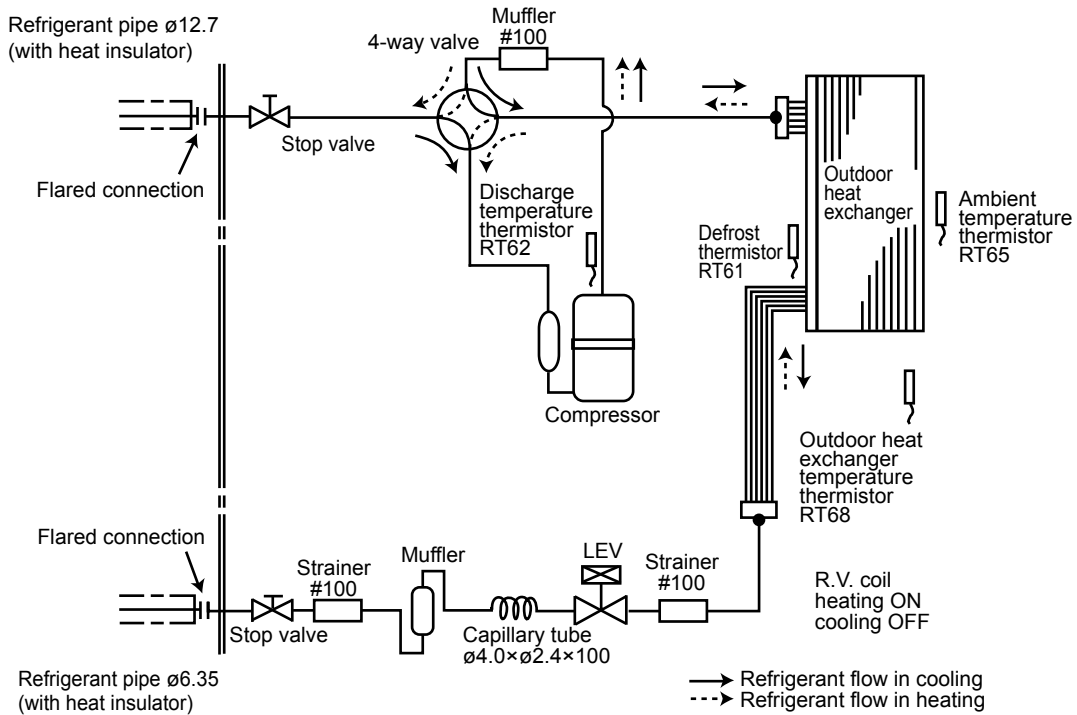 Refrigerant pipe ø12.7
(with heat insulator)
Muffler
#100
4-way valve
Stop valve
Flared connection
Discharge
temperature
thermistor
RT62
Outdoor
heat
exchanger
Ambient
temperature
thermistor
RT65
Defrost
thermistor
RT61
Compressor
Outdoor heat
exchanger
temperature
thermistor
RT68
Flared connection
Strainer
#100
Muffler
LEV
Strainer
#100
Stop valve
Capillary tube
ø4.0×ø2.4×100
R.V. coil
heating ON
cooling OFF
Refrigerant pipe ø6.35
(with heat insulator)
Refrigerant flow in cooling
Refrigerant flow in heating